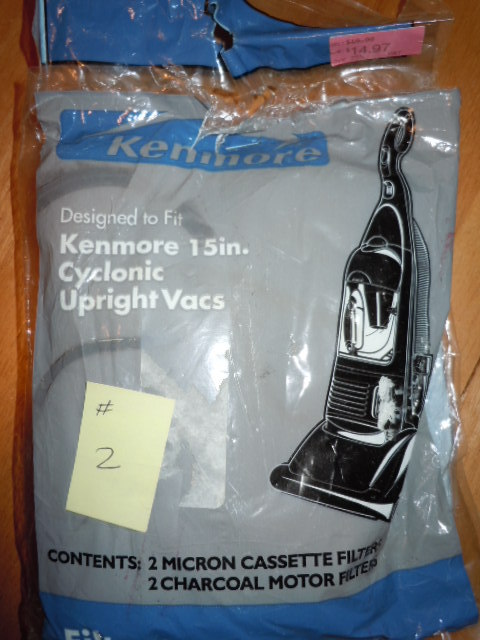 14.97
Kenmore
Designed to Fit
Kenmore 15in.
Cyclonic
Upright Vacs
#
2
CONTENTS: 2 MICRON CASSETTE FILTERS
2 CHARCOAL MOTOR FILTERS